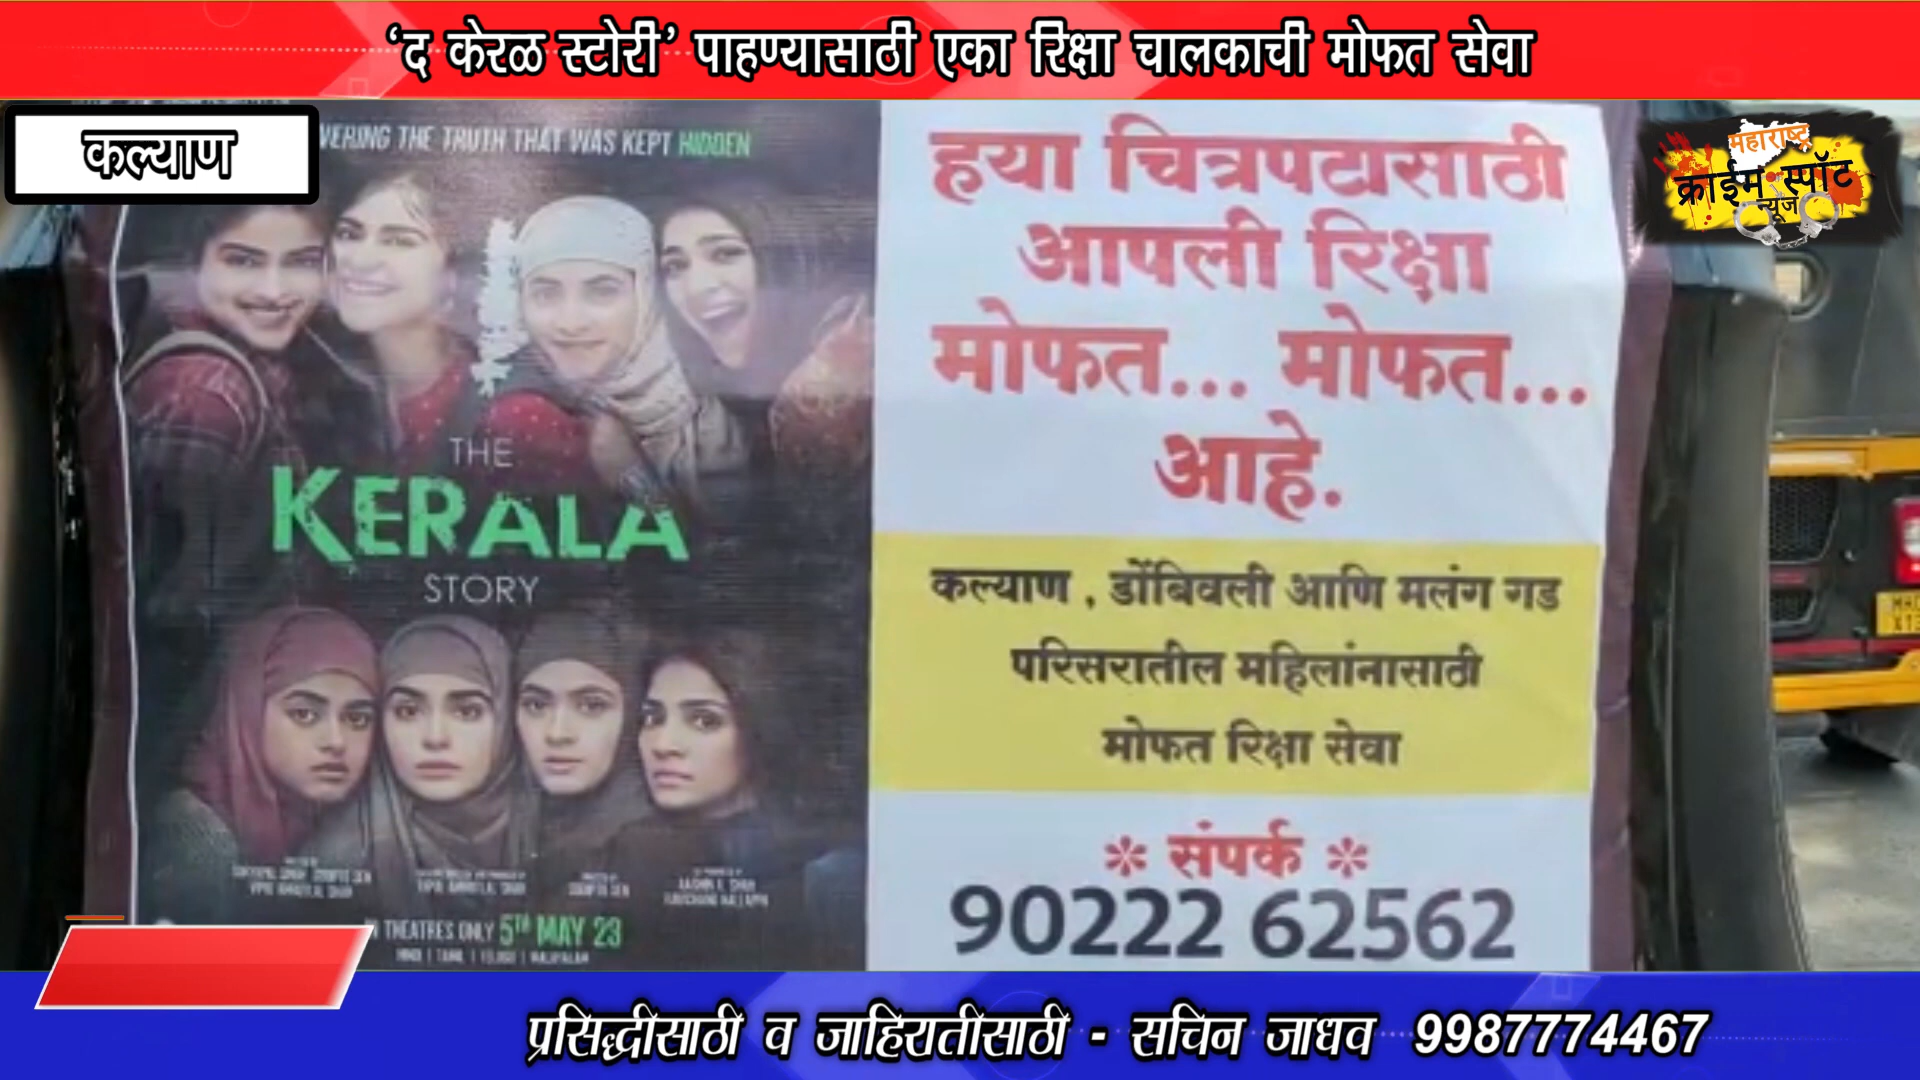 ‘द केरळ स्टोरी’ पाहण्यासाठी एका रिक्षा चालकाची मोफत सेवा
कल्याण
VERING THE TRUTH THAT WAS KEPT HIDDEN
THE
KERALA
STORY
THEATRES ONLY 5TH MAY 23
हया चित्रपटासाठी
आपली रिक्षा
मोफत... मोफत...
आहे.
कल्याण , डोंबिवली आणि मलंग गड
परिसरातील महिलांनासाठी
मोफत रिक्षा सेवा
* संपर्क *
90222 62562
महाराष्ट्र
क्राईम स्पॉट
न्यूज
प्रसिद्धीसाठी व जाहिरातीसाठी - सचिन जाधव 9987774467